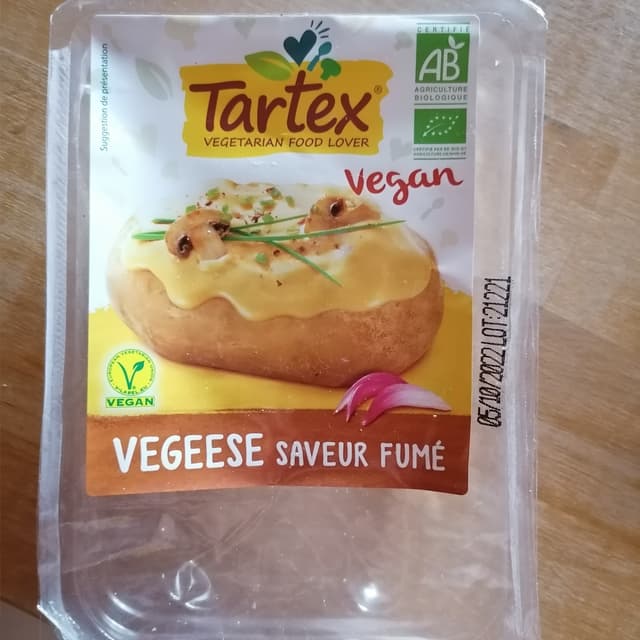 Suggestion de présentation
Tartex®
VEGETARIAN FOOD LOVER
CERTIFIÉ
AB
AGRICULTURE
BIOLOGIQUE
vegan
05/10/2022 LOT:21221
VEGAN
VEGEESE SAVEUR FUMÉ